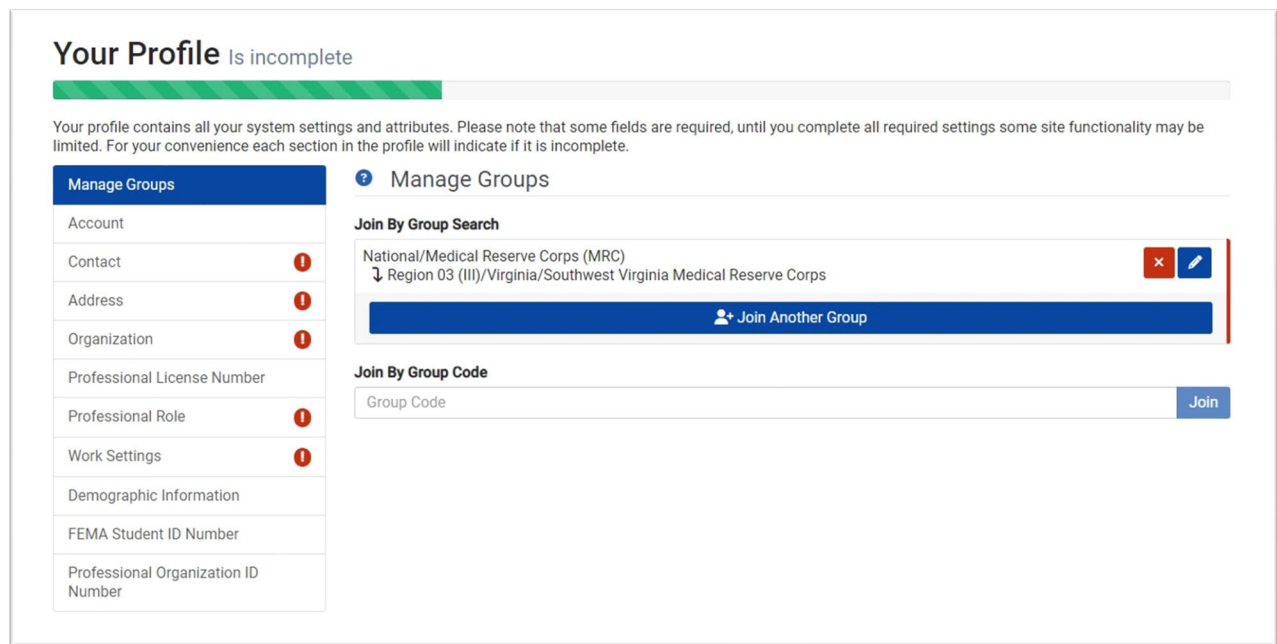 Your Profile Is incomplete
Your profile contains all your system settings and attributes. Please note that some fields are required, until you complete all required settings some site functionality may be
limited. For your convenience each section in the profile will indicate if it is incomplete.
Manage Groups
Account
Contact
Address
Organization
Professional License Number
Professional Role
Work Settings
Demographic Information
FEMA Student ID Number
Professional Organization ID
Number
Manage Groups
Join By Group Search
National/Medical Reserve Corps (MRC)
Region 03 (III)/Virginia/Southwest Virginia Medical Reserve Corps
Join Another Group
Join By Group Code
Group Code
Join